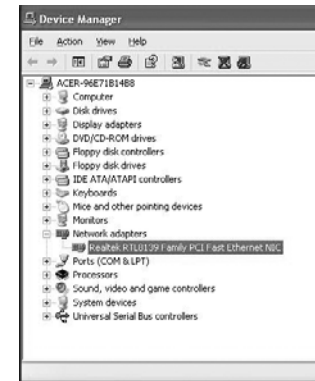 Device Manager
File Action View Help
ACER-96E71B14B8
Computer
Disk drives
Display adapters
DVD/CD-ROM drives
Floppy disk controllers
Floppy disk drives
IDE ATA/ATAPI controllers
Keyboards
Mice and other pointing devices
Monitors
Network adapters
Realtek RTL8139 Family PCI Fast Ethernet NIC
Ports (COM & LPT)
Processors
Sound, video and game controllers
System devices
Universal Serial Bus controllers